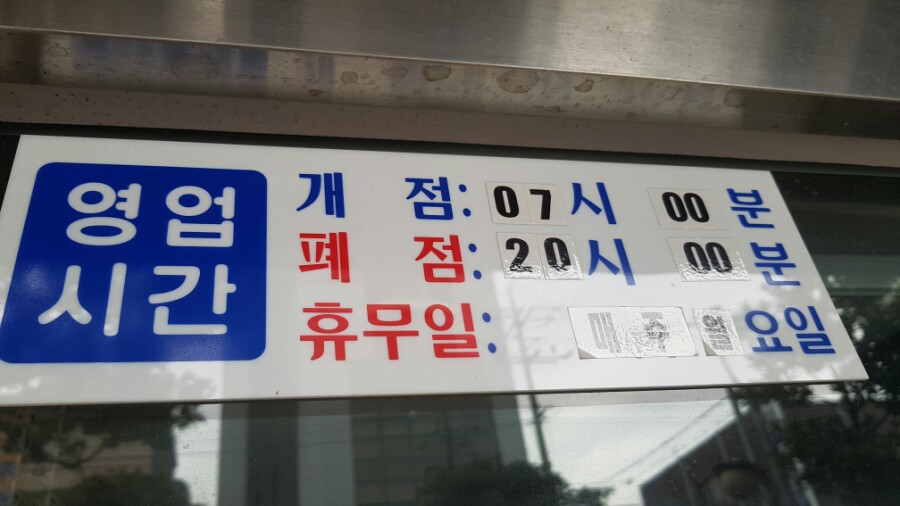 영업
시간
개 점: 07시 00분
폐 점: 20시 00분
휴무일: 매주 일요일